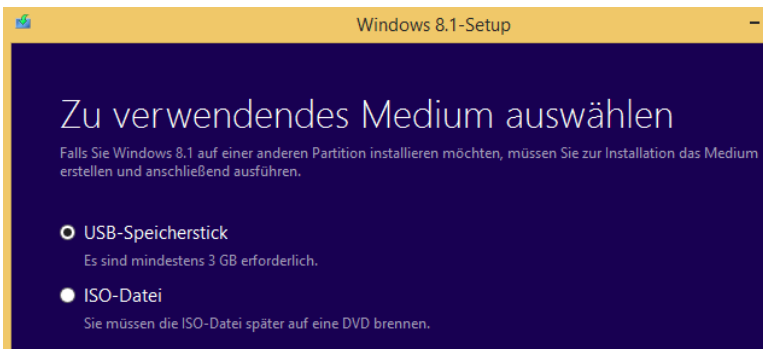 Windows 8.1-Setup
Zu verwendendes Medium auswählen
Falls Sie Windows 8.1 auf einer anderen Partition installieren möchten, müssen Sie zur Installation das Medium
erstellen und anschließend ausführen.
USB-Speicherstick
Es sind mindestens 3 GB erforderlich.
ISO-Datei
Sie müssen die ISO-Datei später auf eine DVD brennen.